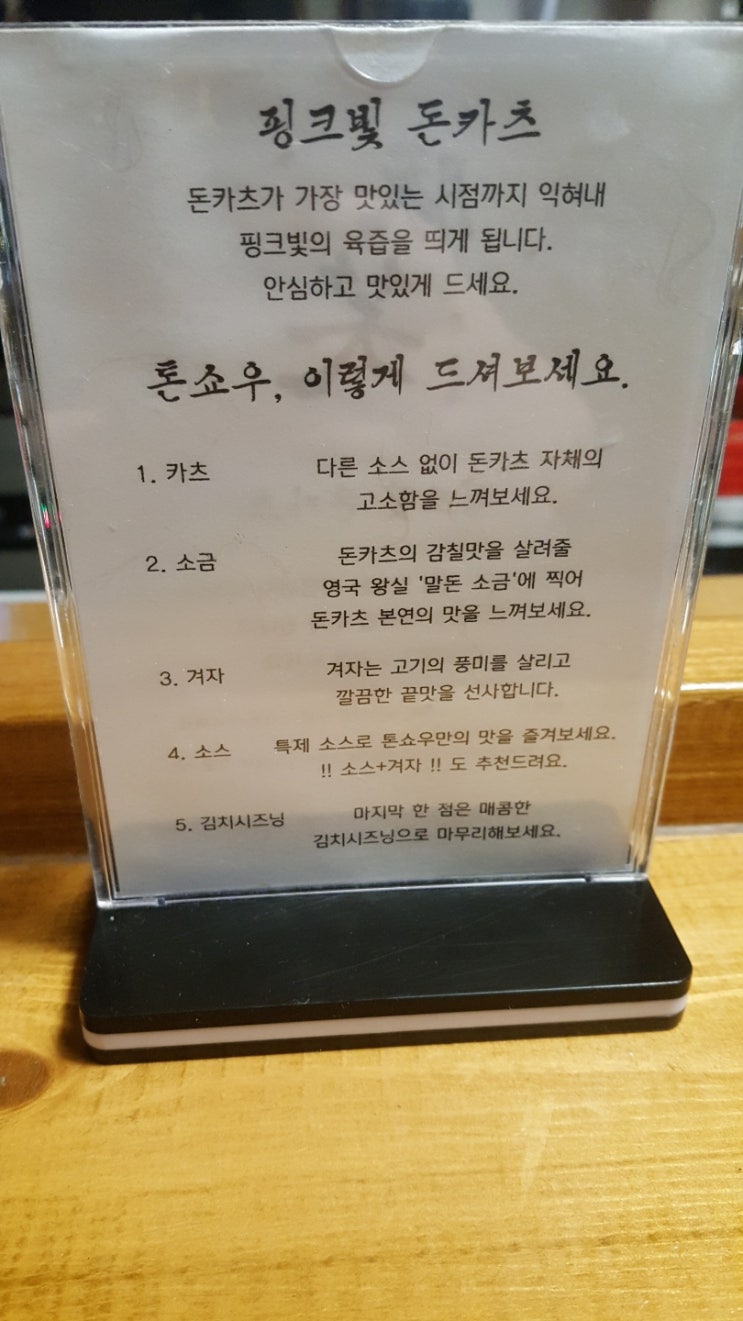 핑크빛 돈카츠
돈카츠가 가장 맛있는 시점까지 익혀내
핑크빛의 육즙을 띄게 됩니다.
안심하고 맛있게 드세요.
톤쇼우, 이렇게 드셔보세요.
1. 카츠 다른 소스 없이 돈카츠 자체의
고소함을 느껴보세요.
2. 소금 돈카츠의 감칠맛을 살려줄
영국 왕실 '말돈 소금'에 찍어
돈카츠 본연의 맛을 느껴보세요.
3. 겨자 겨자는 고기의 풍미를 살리고
깔끔한 끝맛을 선사합니다.
4. 소스 특제 소스로 톤쇼우만의 맛을 즐겨보세요.
!! 소스+겨자 !! 도 추천드려요.
5. 김치시즈닝 마지막 한 점은 매콤한
김치시즈닝으로 마무리해보세요.